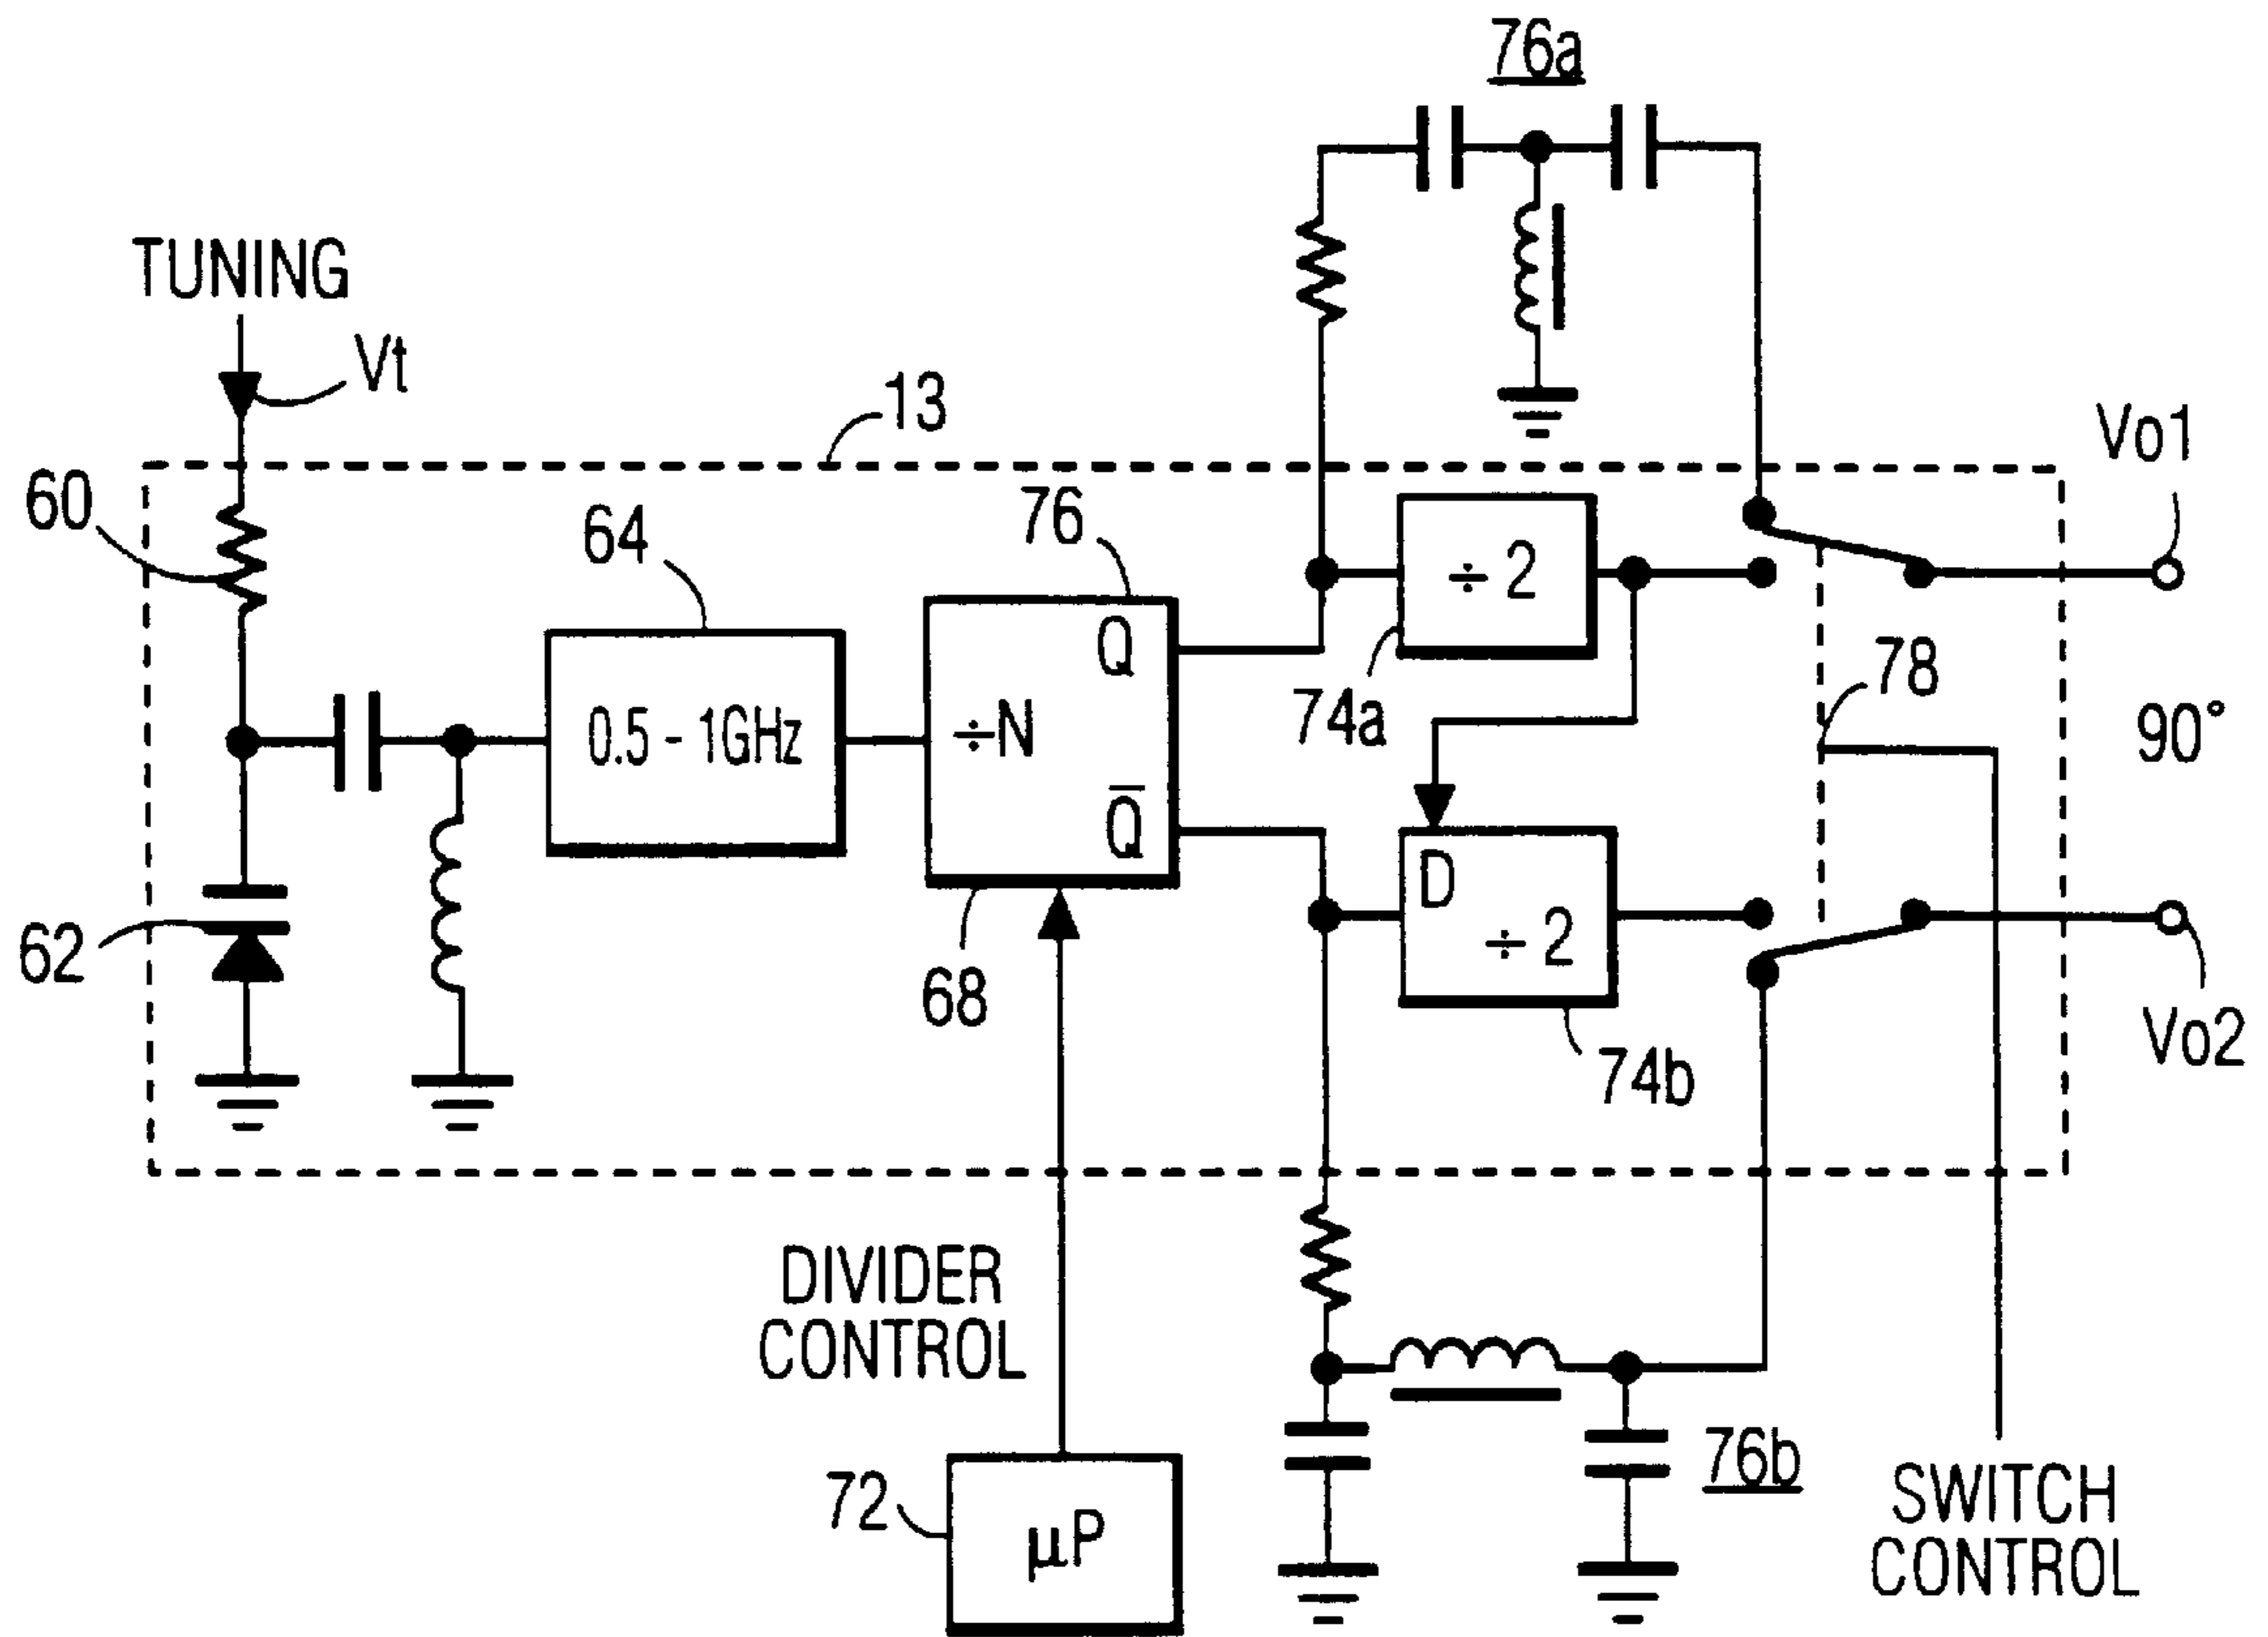 76a
TUNING
Vt
13
Vo1
60
64
76
Q
÷ 2
78
0.5 - 1GHz
÷N
74a
90°
Q̅
D
÷ 2
62
68
74b
Vo2
DIVIDER
CONTROL
72
µP
76b
SWITCH
CONTROL